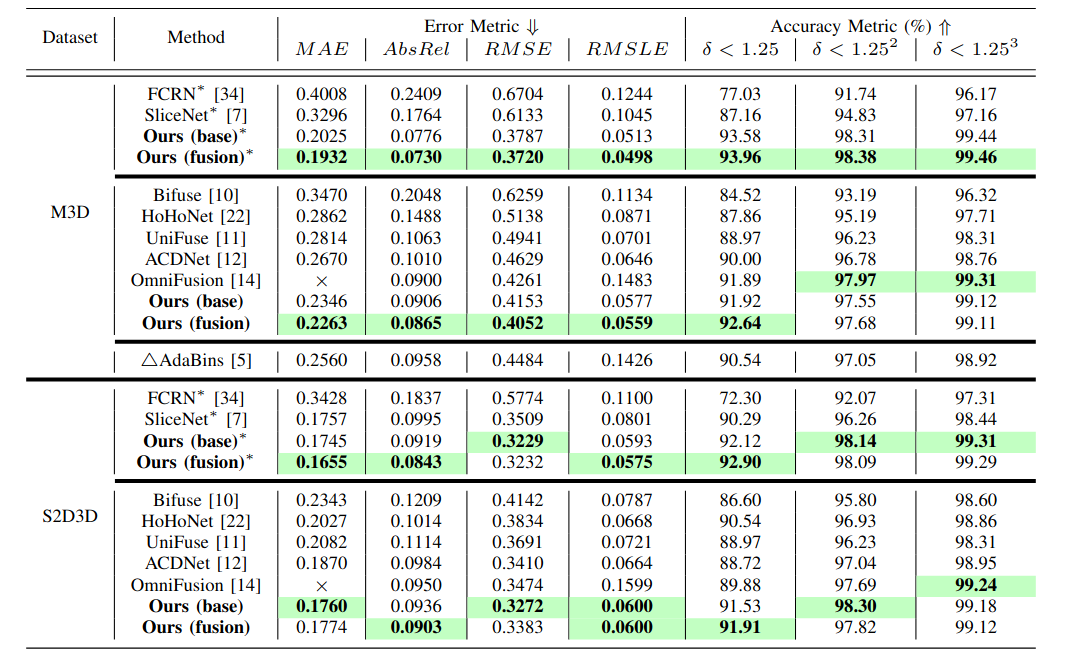 Dataset Method Error Metric ⇓ Accuracy Metric (%) ⇑
MAE AbsRel RMSE RMSLE δ < 1.25 δ < 1.25² δ < 1.25³
M3D
FCRN* [34] 0.4008 0.2409 0.6704 0.1244 77.03 91.74 96.17
SliceNet* [7] 0.3296 0.1764 0.6133 0.1045 87.16 94.83 97.16
Ours (base)* 0.2025 0.0776 0.3787 0.0513 93.58 98.31 99.44
Ours (fusion)* 0.1932 0.0730 0.3720 0.0498 93.96 98.38 99.46
Bifuse [10] 0.3470 0.2048 0.6259 0.1134 84.52 93.19 96.32
HoHoNet [22] 0.2862 0.1488 0.5138 0.0871 87.86 95.19 97.71
UniFuse [11] 0.2814 0.1063 0.4941 0.0701 88.97 96.23 98.31
ACDNet [12] 0.2670 0.1010 0.4629 0.0646 90.00 96.78 98.76
OmniFusion [14] × 0.0900 0.4261 0.1483 91.89 97.97 99.31
Ours (base) 0.2346 0.0906 0.4153 0.0577 91.92 97.55 99.12
Ours (fusion) 0.2263 0.0865 0.4052 0.0559 92.64 97.68 99.11
△AdaBins [5] 0.2560 0.0958 0.4484 0.1426 90.54 97.05 98.92
S2D3D
FCRN* [34] 0.3428 0.1837 0.5774 0.1100 72.30 92.07 97.31
SliceNet* [7] 0.1757 0.0995 0.3509 0.0801 90.29 96.26 98.44
Ours (base)* 0.1745 0.0919 0.3229 0.0593 92.12 98.14 99.31
Ours (fusion)* 0.1655 0.0843 0.3232 0.0575 92.90 98.09 99.29
Bifuse [10] 0.2343 0.1209 0.4142 0.0787 86.60 95.80 98.60
HoHoNet [22] 0.2027 0.1014 0.3834 0.0668 90.54 96.93 98.86
UniFuse [11] 0.2082 0.1114 0.3691 0.0721 88.97 96.23 98.31
ACDNet [12] 0.1870 0.0984 0.3410 0.0664 88.72 97.04 98.95
OmniFusion [14] × 0.0950 0.3474 0.1599 89.88 97.69 99.24
Ours (base) 0.1760 0.0936 0.3272 0.0600 91.53 98.30 99.18
Ours (fusion) 0.1774 0.0903 0.3383 0.0600 91.91 97.82 99.12